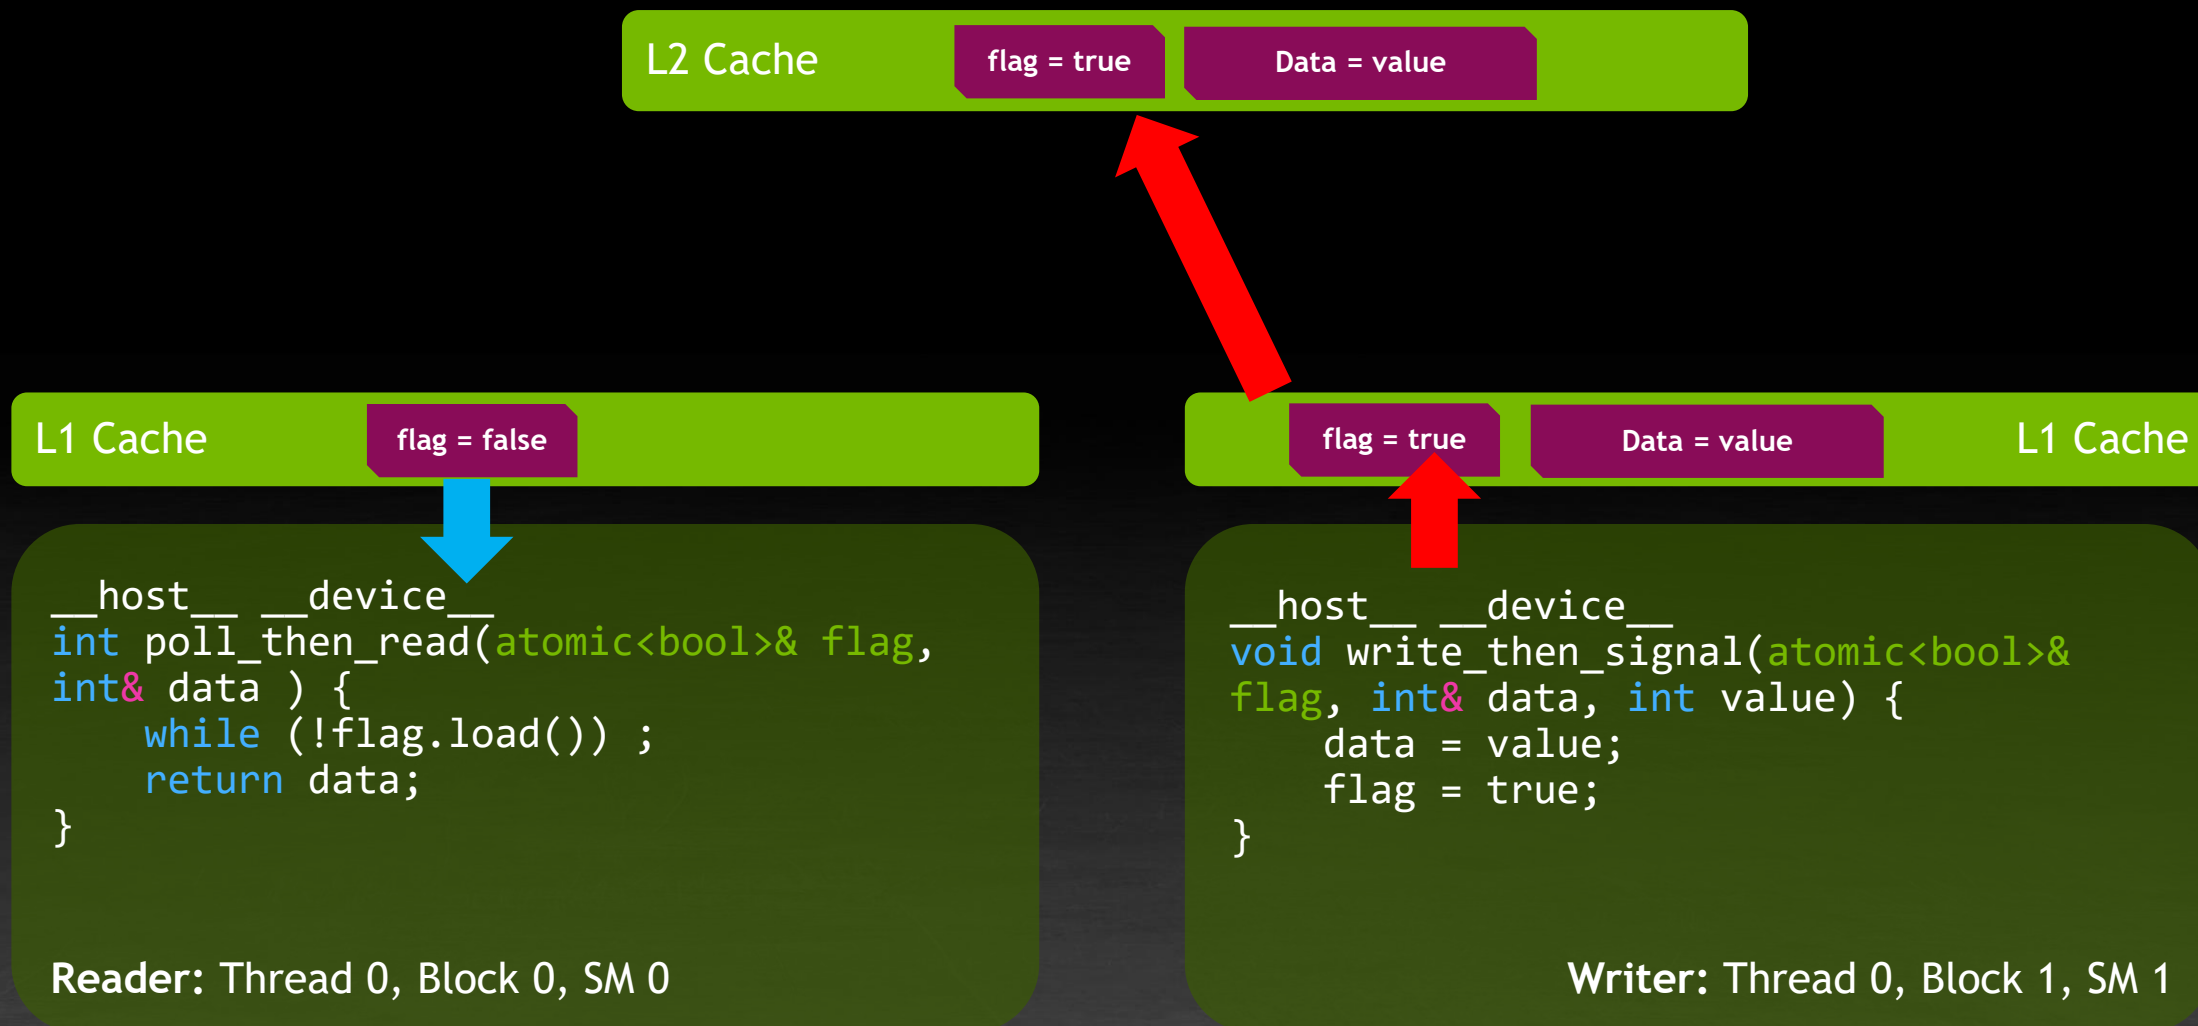 L2 Cache
flag = true
Data = value
L1 Cache
flag = false
flag = true
Data = value
L1 Cache
__host__ __device__
int poll_then_read(atomic<bool>& flag,
int& data ) {
    while (!flag.load()) ;
    return data;
}
Reader: Thread 0, Block 0, SM 0
__host__ __device__
void write_then_signal(atomic<bool>&
flag, int& data, int value) {
    data = value;
    flag = true;
}
Writer: Thread 0, Block 1, SM 1